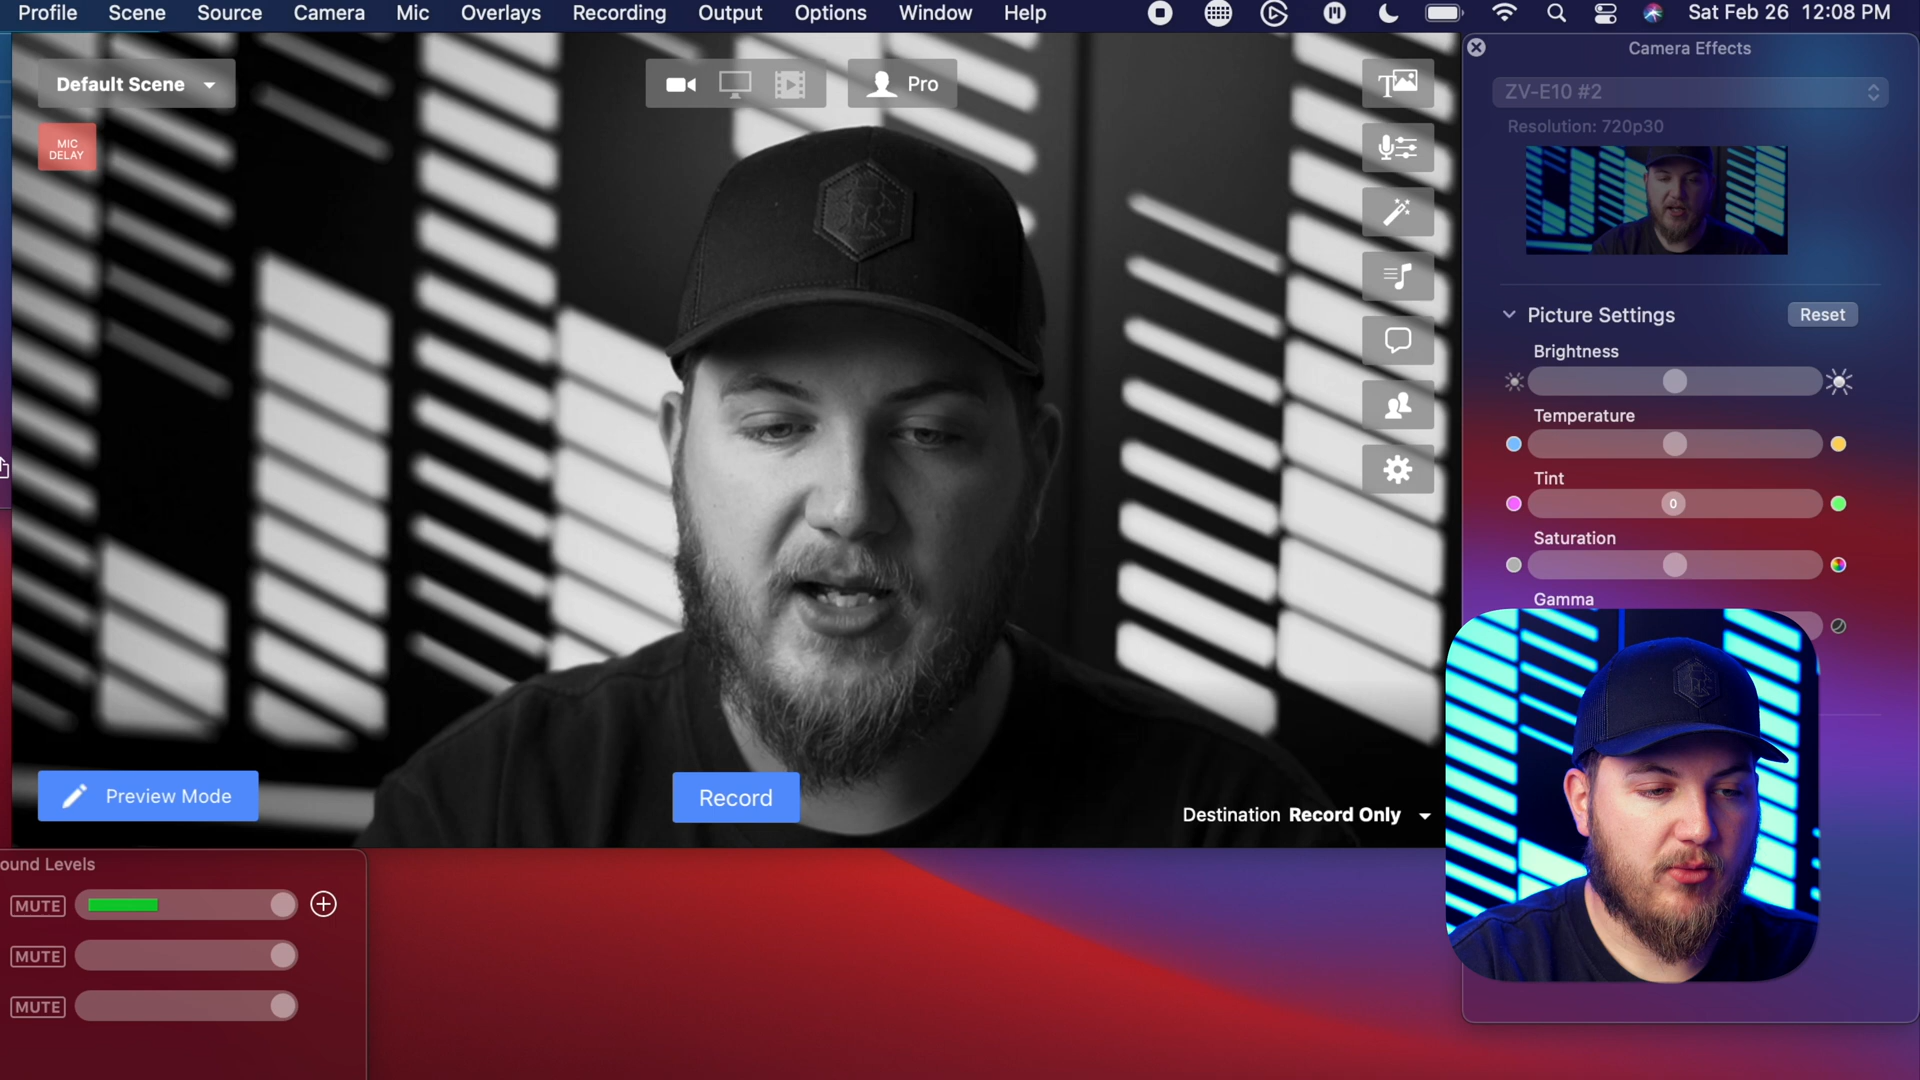 Profile Scene Source Camera Mic Overlays Recording Output Options Window Help Sat Feb 26 12:08 PM
Default Scene
Pro
MIC
DELAY
Preview Mode
Record
Destination Record Only
ound Levels
MUTE
MUTE
MUTE
Camera Effects
ZV-E10 #2
Resolution: 720p30
Picture Settings Reset
Brightness
Temperature
Tint
0
Saturation
Gamma